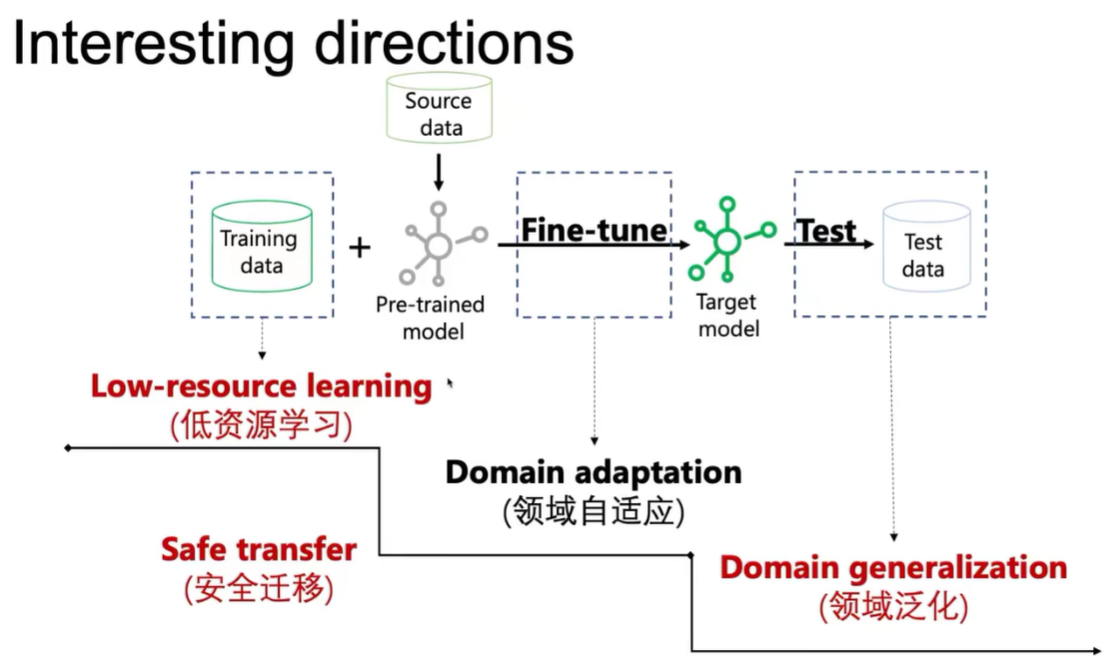 Interesting directions
Source
data
Training
data
+
Pre-trained
model
Fine-tune
Target
model
Test
Test
data
Low-resource learning
(低资源学习)
Domain adaptation
(领域自适应)
Safe transfer
(安全迁移)
Domain generalization
(领域泛化)